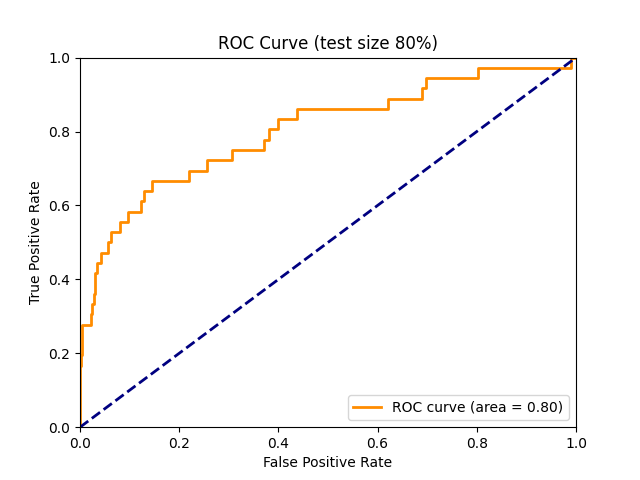 ROC Curve (test size 80%)
1.0
0.8
0.6
0.4
0.2
0.0
True Positive Rate
ROC curve (area = 0.80)
0.0 0.2 0.4 0.6 0.8 1.0
False Positive Rate